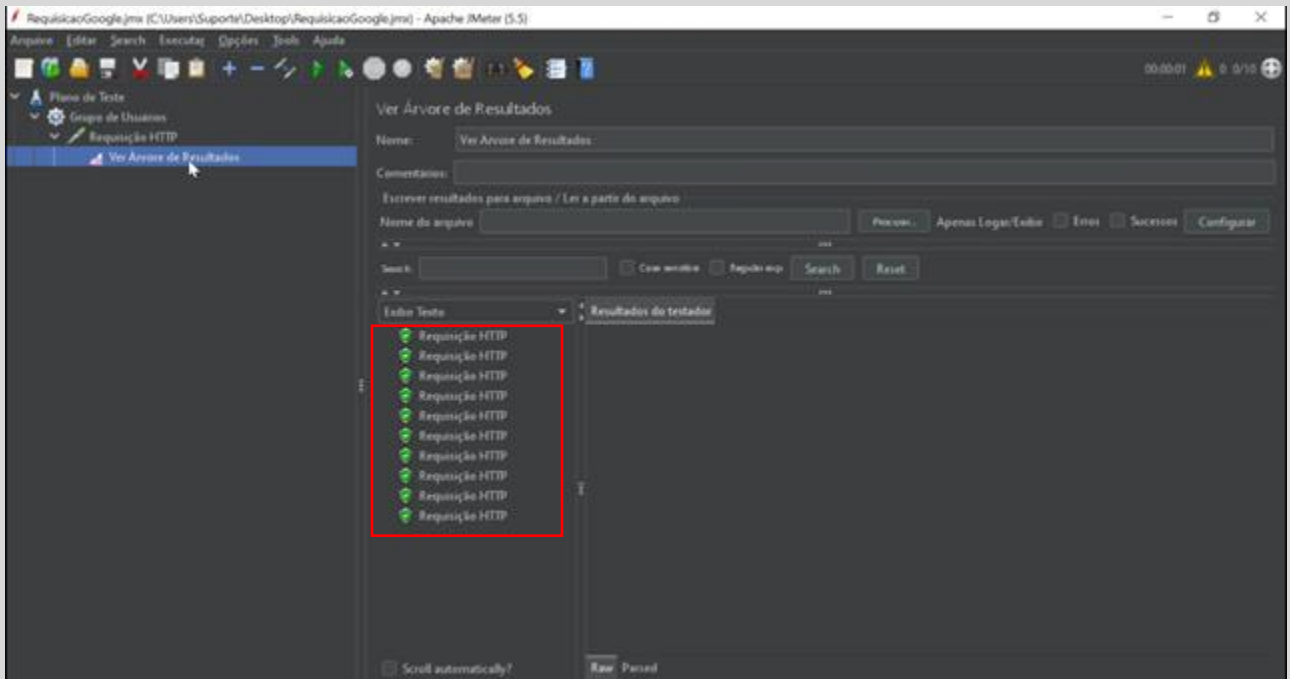 RequisicaoGoogle.jmx (C:\Users\Suporte\Desktop\RequisicaoGoogle.jmx) - Apache JMeter (5.5)
Arquivo Editar Search Executar Opções Tools Ajuda
00:00:01 0 0/10
Plano de Teste
Grupo de Usuários
Requisição HTTP
Ver Árvore de Resultados
Ver Árvore de Resultados
Nome: Ver Árvore de Resultados
Comentários:
Escrever resultados para arquivo / Ler a partir do arquivo
Nome do arquivo Procurar... Apenas Logar/Exibir Erros Sucessos Configurar
Search: Case sensitive Regular exp. Search Reset
Exibir Texto Resultados do testador
Requisição HTTP
Requisição HTTP
Requisição HTTP
Requisição HTTP
Requisição HTTP
Requisição HTTP
Requisição HTTP
Requisição HTTP
Requisição HTTP
Requisição HTTP
Scroll automatically? Raw Parsed